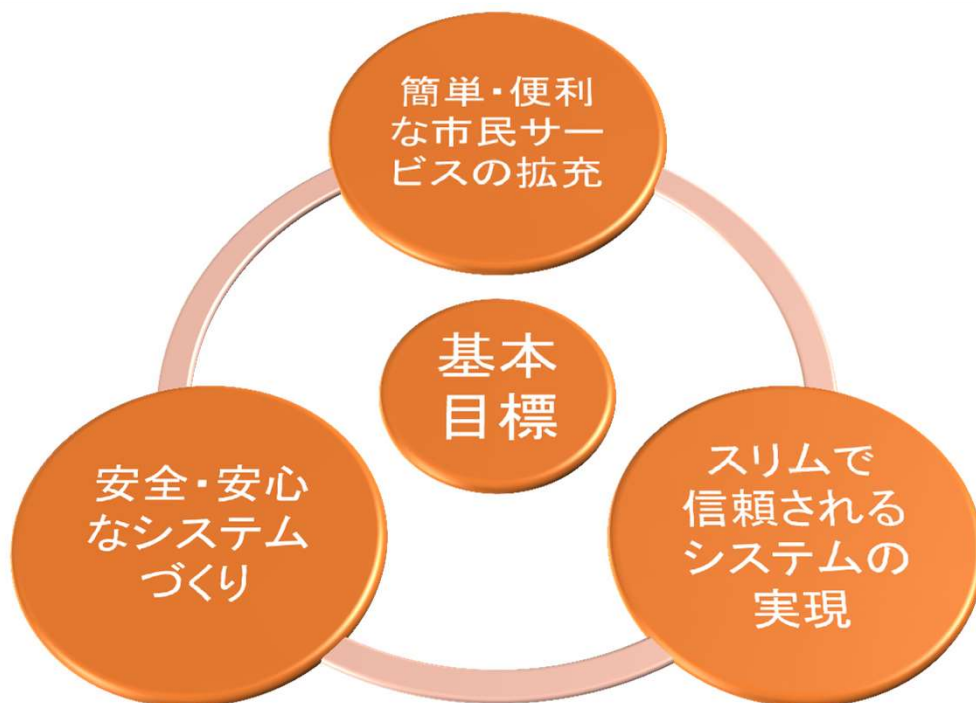 簡単・便利
な市民サー
ビスの拡充
基本
目標
安全・安心
なシステム
づくり
スリムで
信頼される
システムの
実現